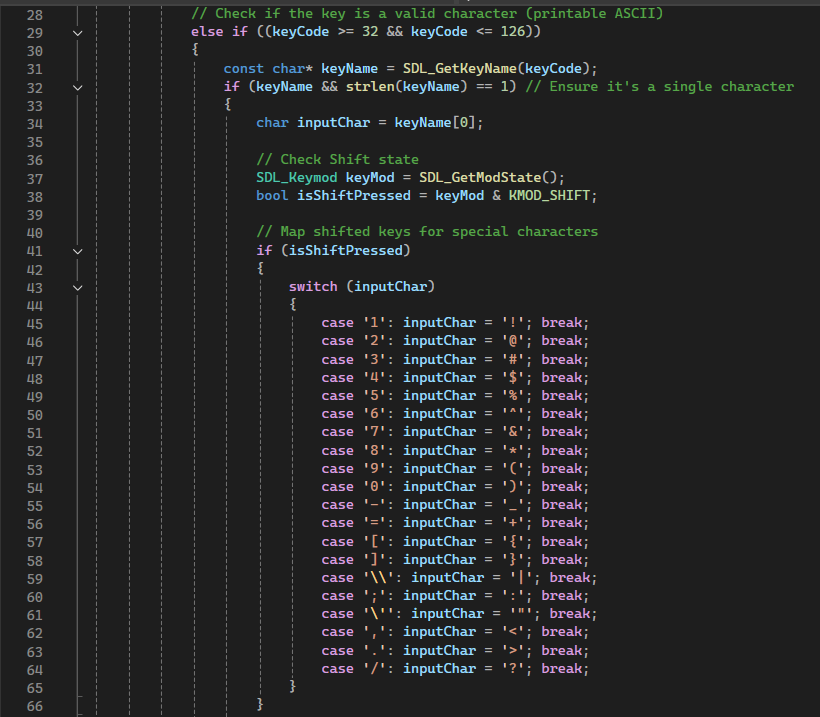 28 // Check if the key is a valid character (printable ASCII)
29 else if ((keyCode >= 32 && keyCode <= 126))
30 {
31 const char* keyName = SDL_GetKeyName(keyCode);
32 if (keyName && strlen(keyName) == 1) // Ensure it's a single character
33 {
34 char inputChar = keyName[0];
35
36 // Check Shift state
37 SDL_Keymod keyMod = SDL_GetModState();
38 bool isShiftPressed = keyMod & KMOD_SHIFT;
39
40 // Map shifted keys for special characters
41 if (isShiftPressed)
42 {
43 switch (inputChar)
44 {
45 case '1': inputChar = '!'; break;
46 case '2': inputChar = '@'; break;
47 case '3': inputChar = '#'; break;
48 case '4': inputChar = '$'; break;
49 case '5': inputChar = '%'; break;
50 case '6': inputChar = '^'; break;
51 case '7': inputChar = '&'; break;
52 case '8': inputChar = '*'; break;
53 case '9': inputChar = '('; break;
54 case '0': inputChar = ')'; break;
55 case '-': inputChar = '_'; break;
56 case '=': inputChar = '+'; break;
57 case '[': inputChar = '{'; break;
58 case ']': inputChar = '}'; break;
59 case '\\': inputChar = '|'; break;
60 case ';': inputChar = ':'; break;
61 case '\'': inputChar = '"'; break;
62 case ',': inputChar = '<'; break;
63 case '.': inputChar = '>'; break;
64 case '/': inputChar = '?'; break;
65 }
66 }